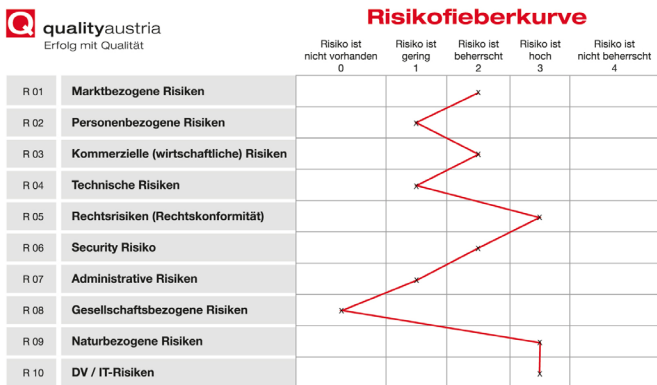 Q
qualityaustria
Erfolg mit Qualität
Risikofieberkurve
Risiko ist nicht vorhanden 0
Risiko ist gering 1
Risiko ist beherrscht 2
Risiko ist hoch 3
Risiko ist nicht beherrscht 4
R 01 Marktbezogene Risiken
R 02 Personenbezogene Risiken
R 03 Kommerzielle (wirtschaftliche) Risiken
R 04 Technische Risiken
R 05 Rechtsrisiken (Rechtskonformität)
R 06 Security Risiko
R 07 Administrative Risiken
R 08 Gesellschaftsbezogene Risiken
R 09 Naturbezogene Risiken
R 10 DV / IT-Risiken